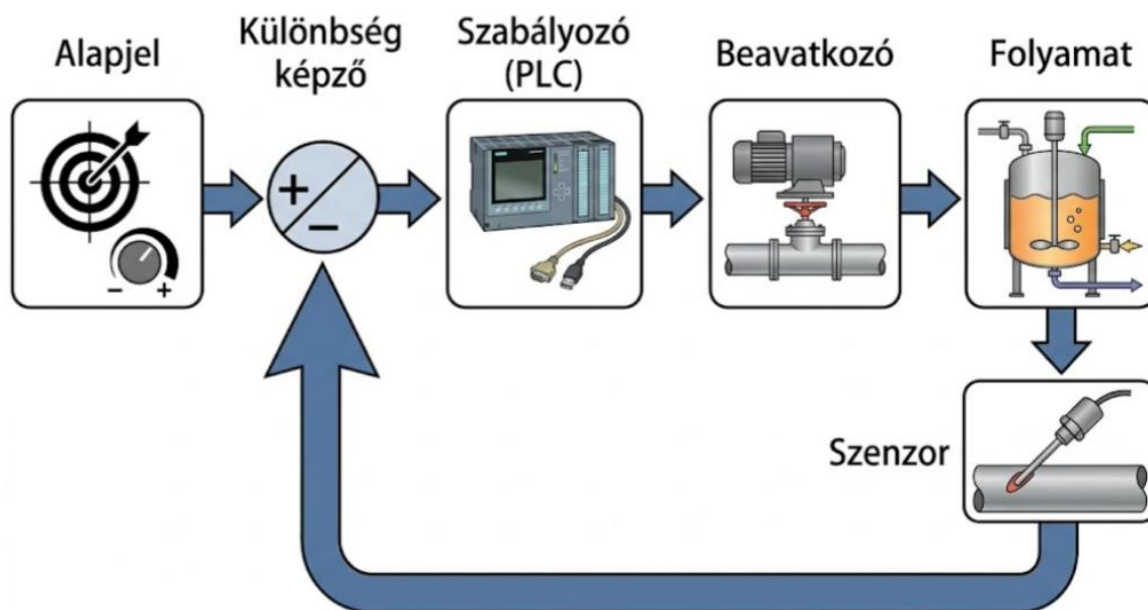 Alapjel
Különbség
képző
Szabályozó
(PLC)
Beavatkozó
Folyamat
+
−
− +
Szenzor